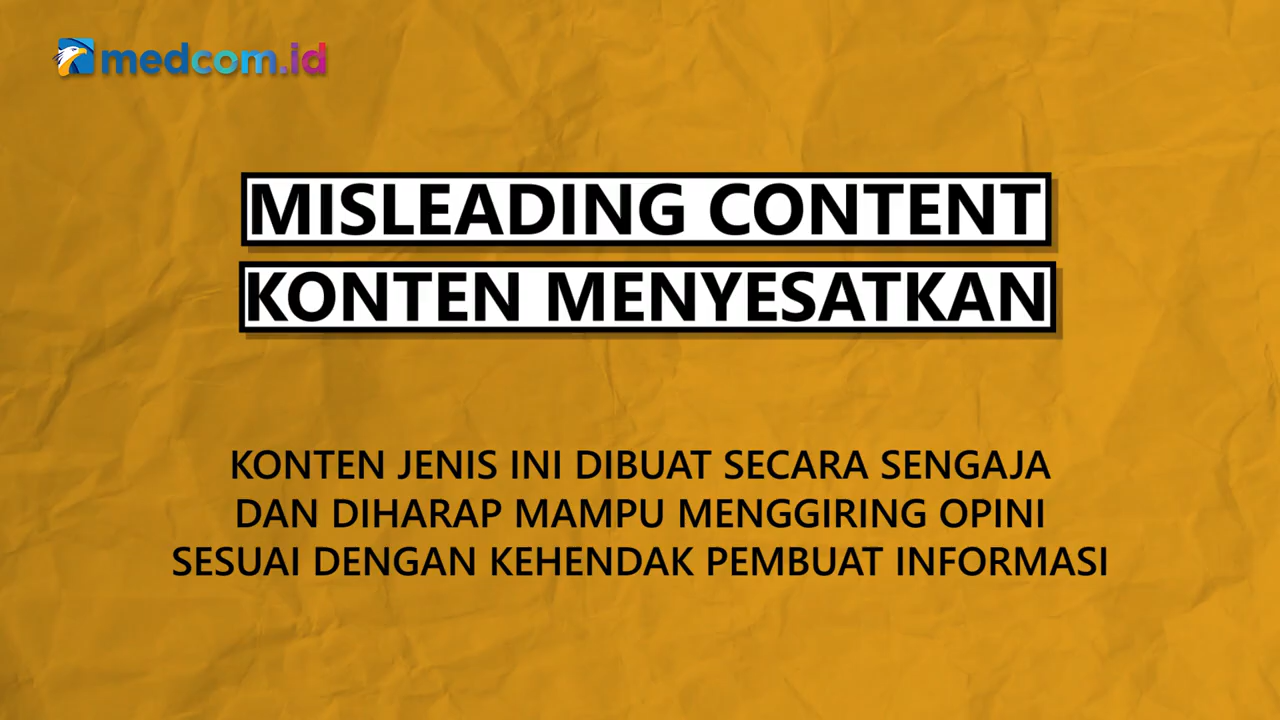 medcom.id
MISLEADING CONTENT
KONTEN MENYESATKAN
KONTEN JENIS INI DIBUAT SECARA SENGAJA
DAN DIHARAP MAMPU MENGGIRING OPINI
SESUAI DENGAN KEHENDAK PEMBUAT INFORMASI